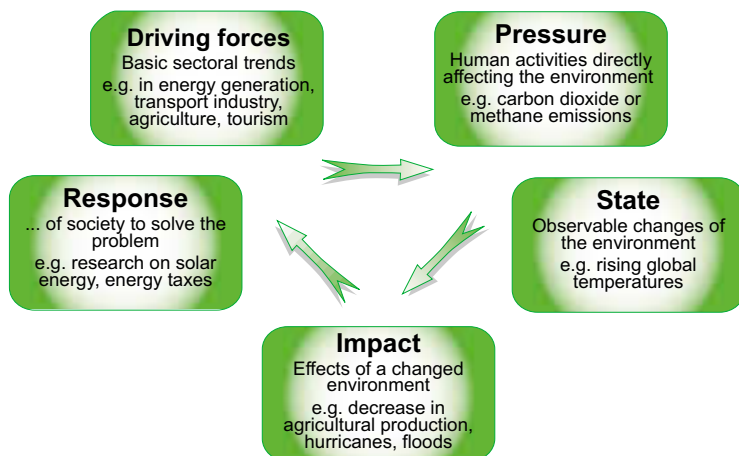 Driving forces
Basic sectoral trends
e.g. in energy generation,
transport industry,
agriculture, tourism
Pressure
Human activities directly
affecting the environment
e.g. carbon dioxide or
methane emissions
Response
... of society to solve the
problem
e.g. research on solar
energy, energy taxes
State
Observable changes of
the environment
e.g. rising global
temperatures
Impact
Effects of a changed
environment
e.g. decrease in
agricultural production,
hurricanes, floods